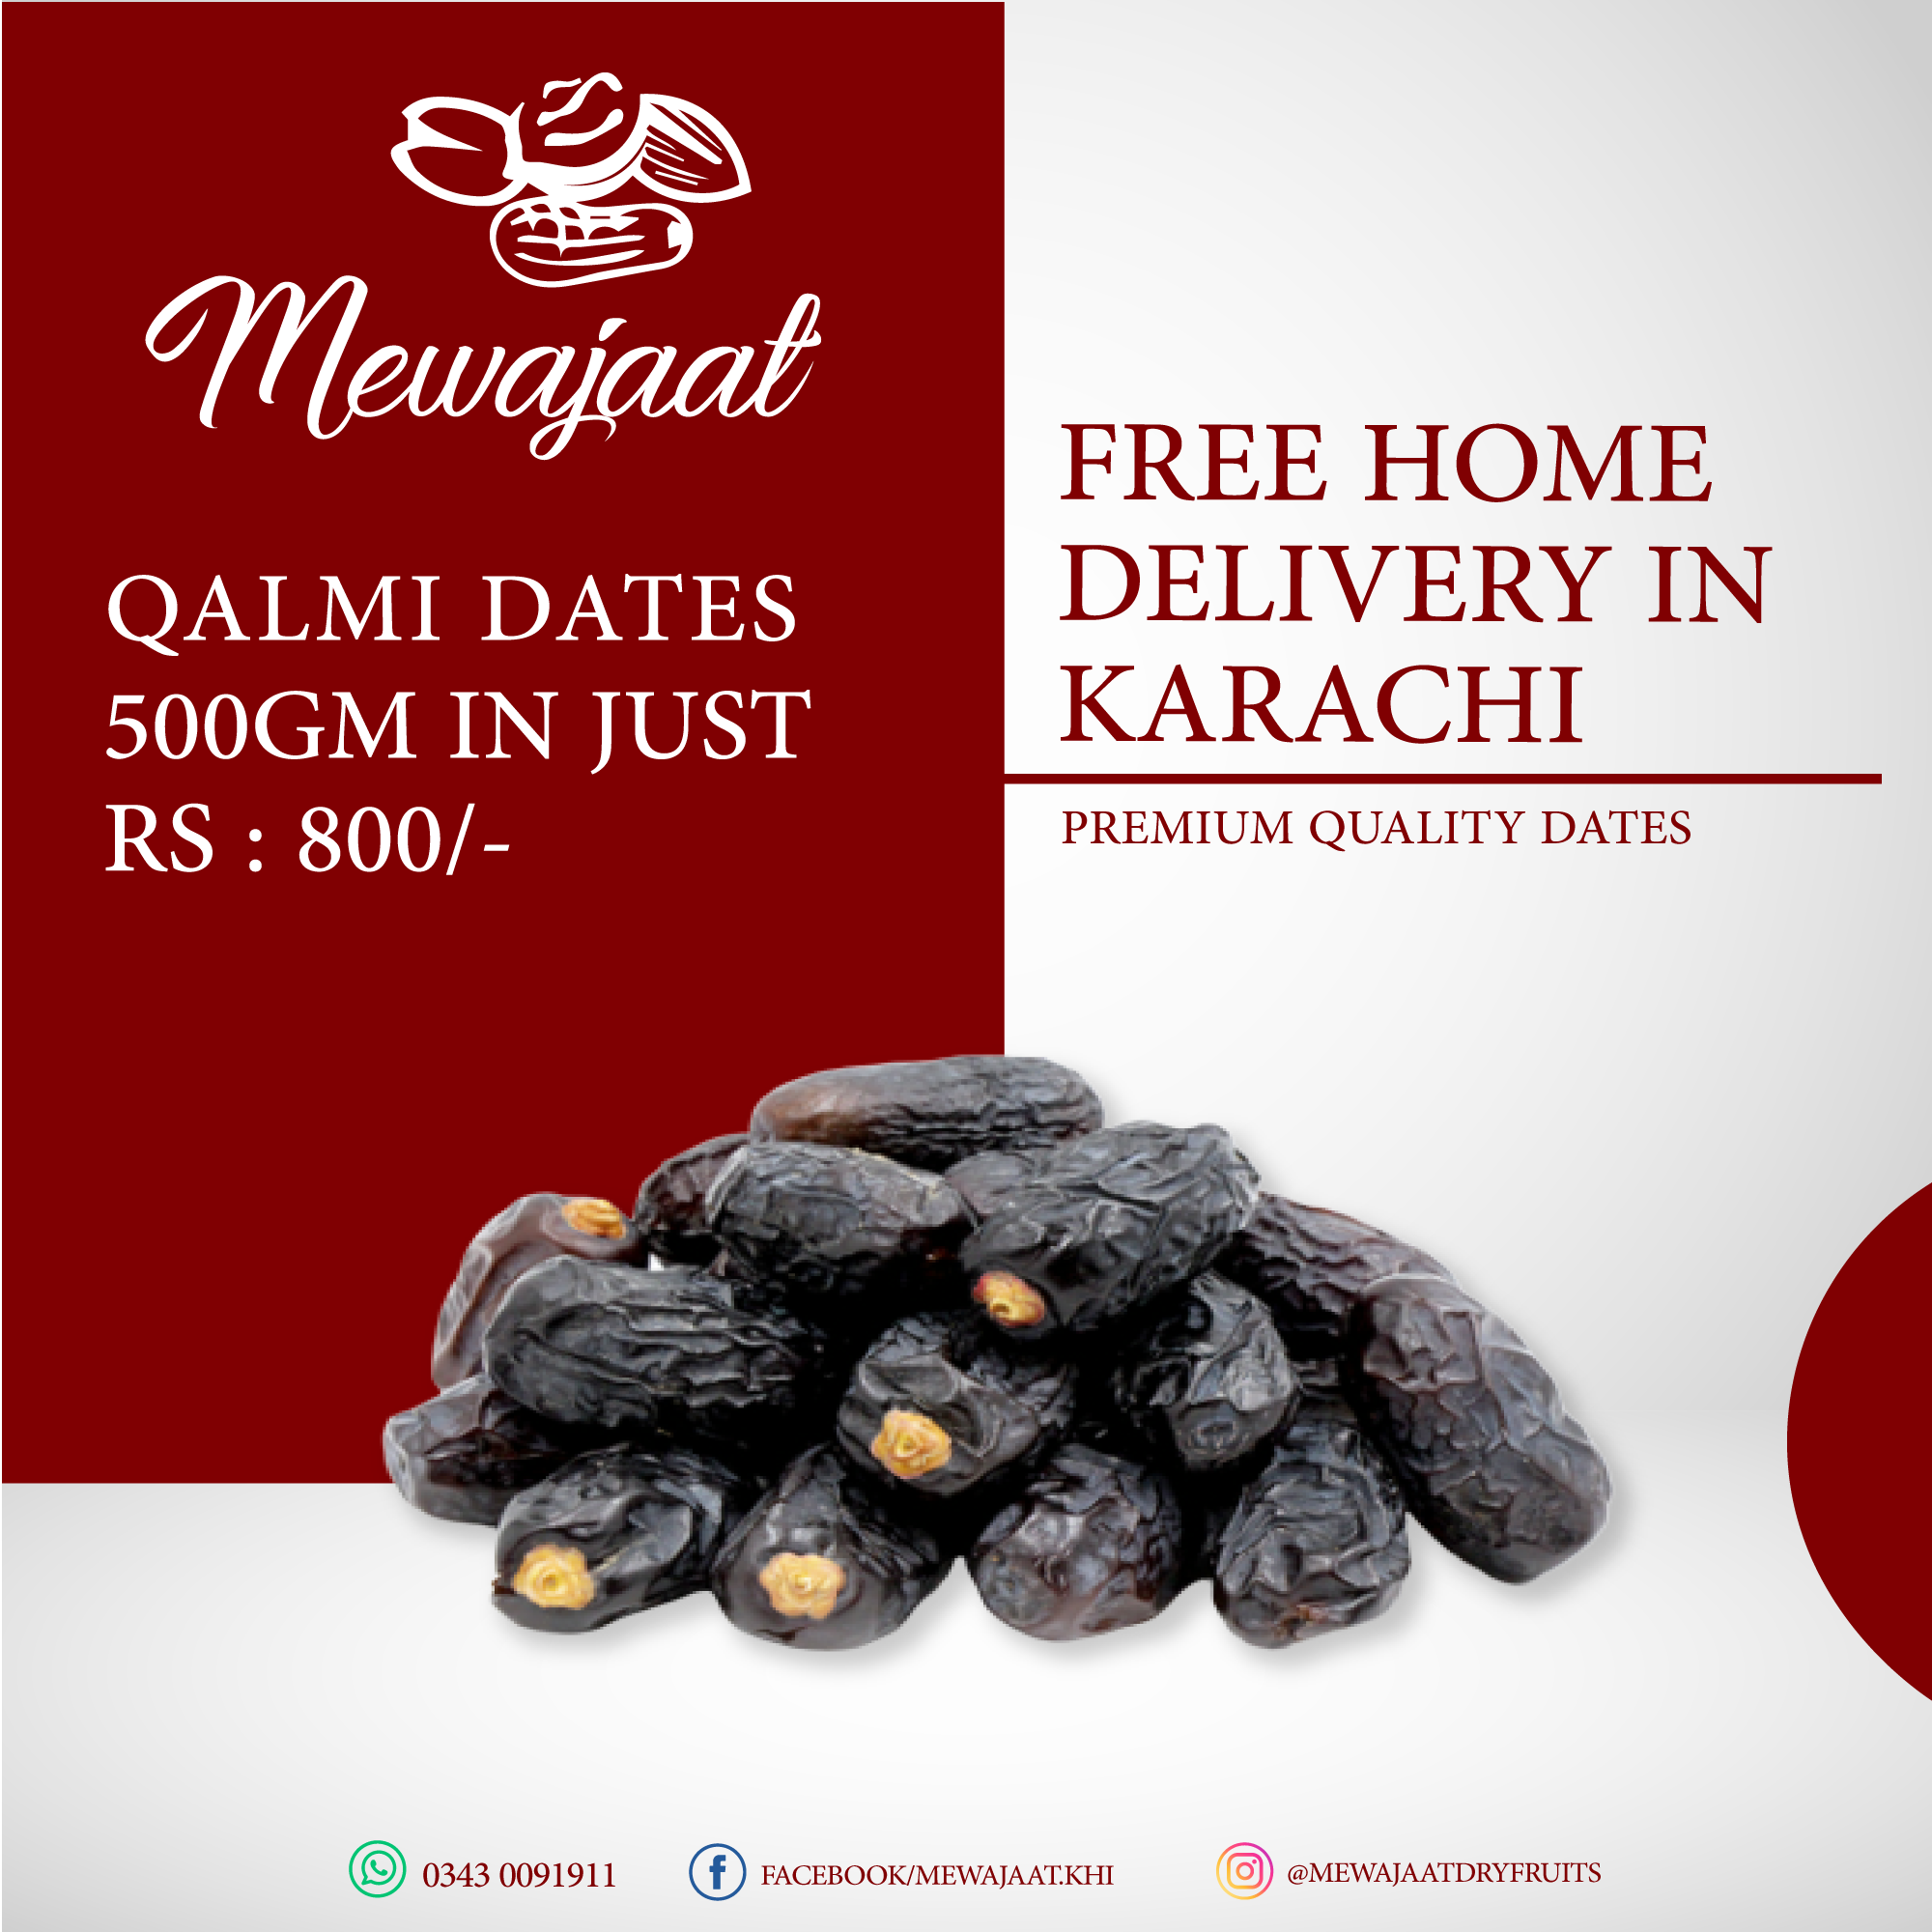 Mewajaat
QALMI DATES
500GM IN JUST
RS : 800/-
FREE HOME
DELIVERY IN
KARACHI
PREMIUM QUALITY DATES
0343 0091911
FACEBOOK/MEWAJAAT.KHI
@MEWAJAATDRYFRUITS